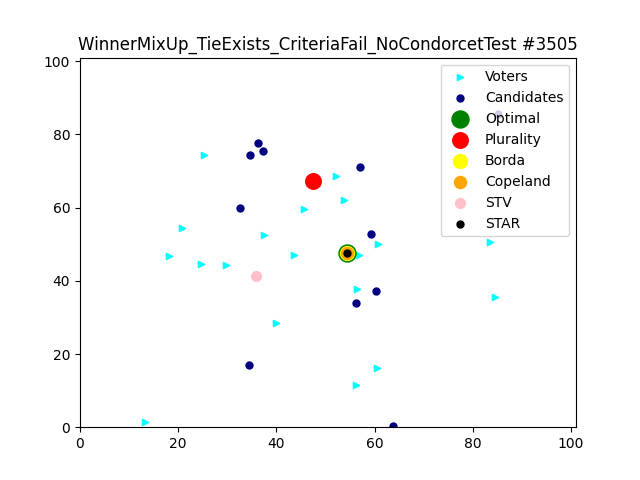 WinnerMixUp_TieExists_CriteriaFail_NoCondorcetTest #3505
100
80
60
40
20
0
0 20 40 60 80 100
Voters
Candidates
Optimal
Plurality
Borda
Copeland
STV
STAR